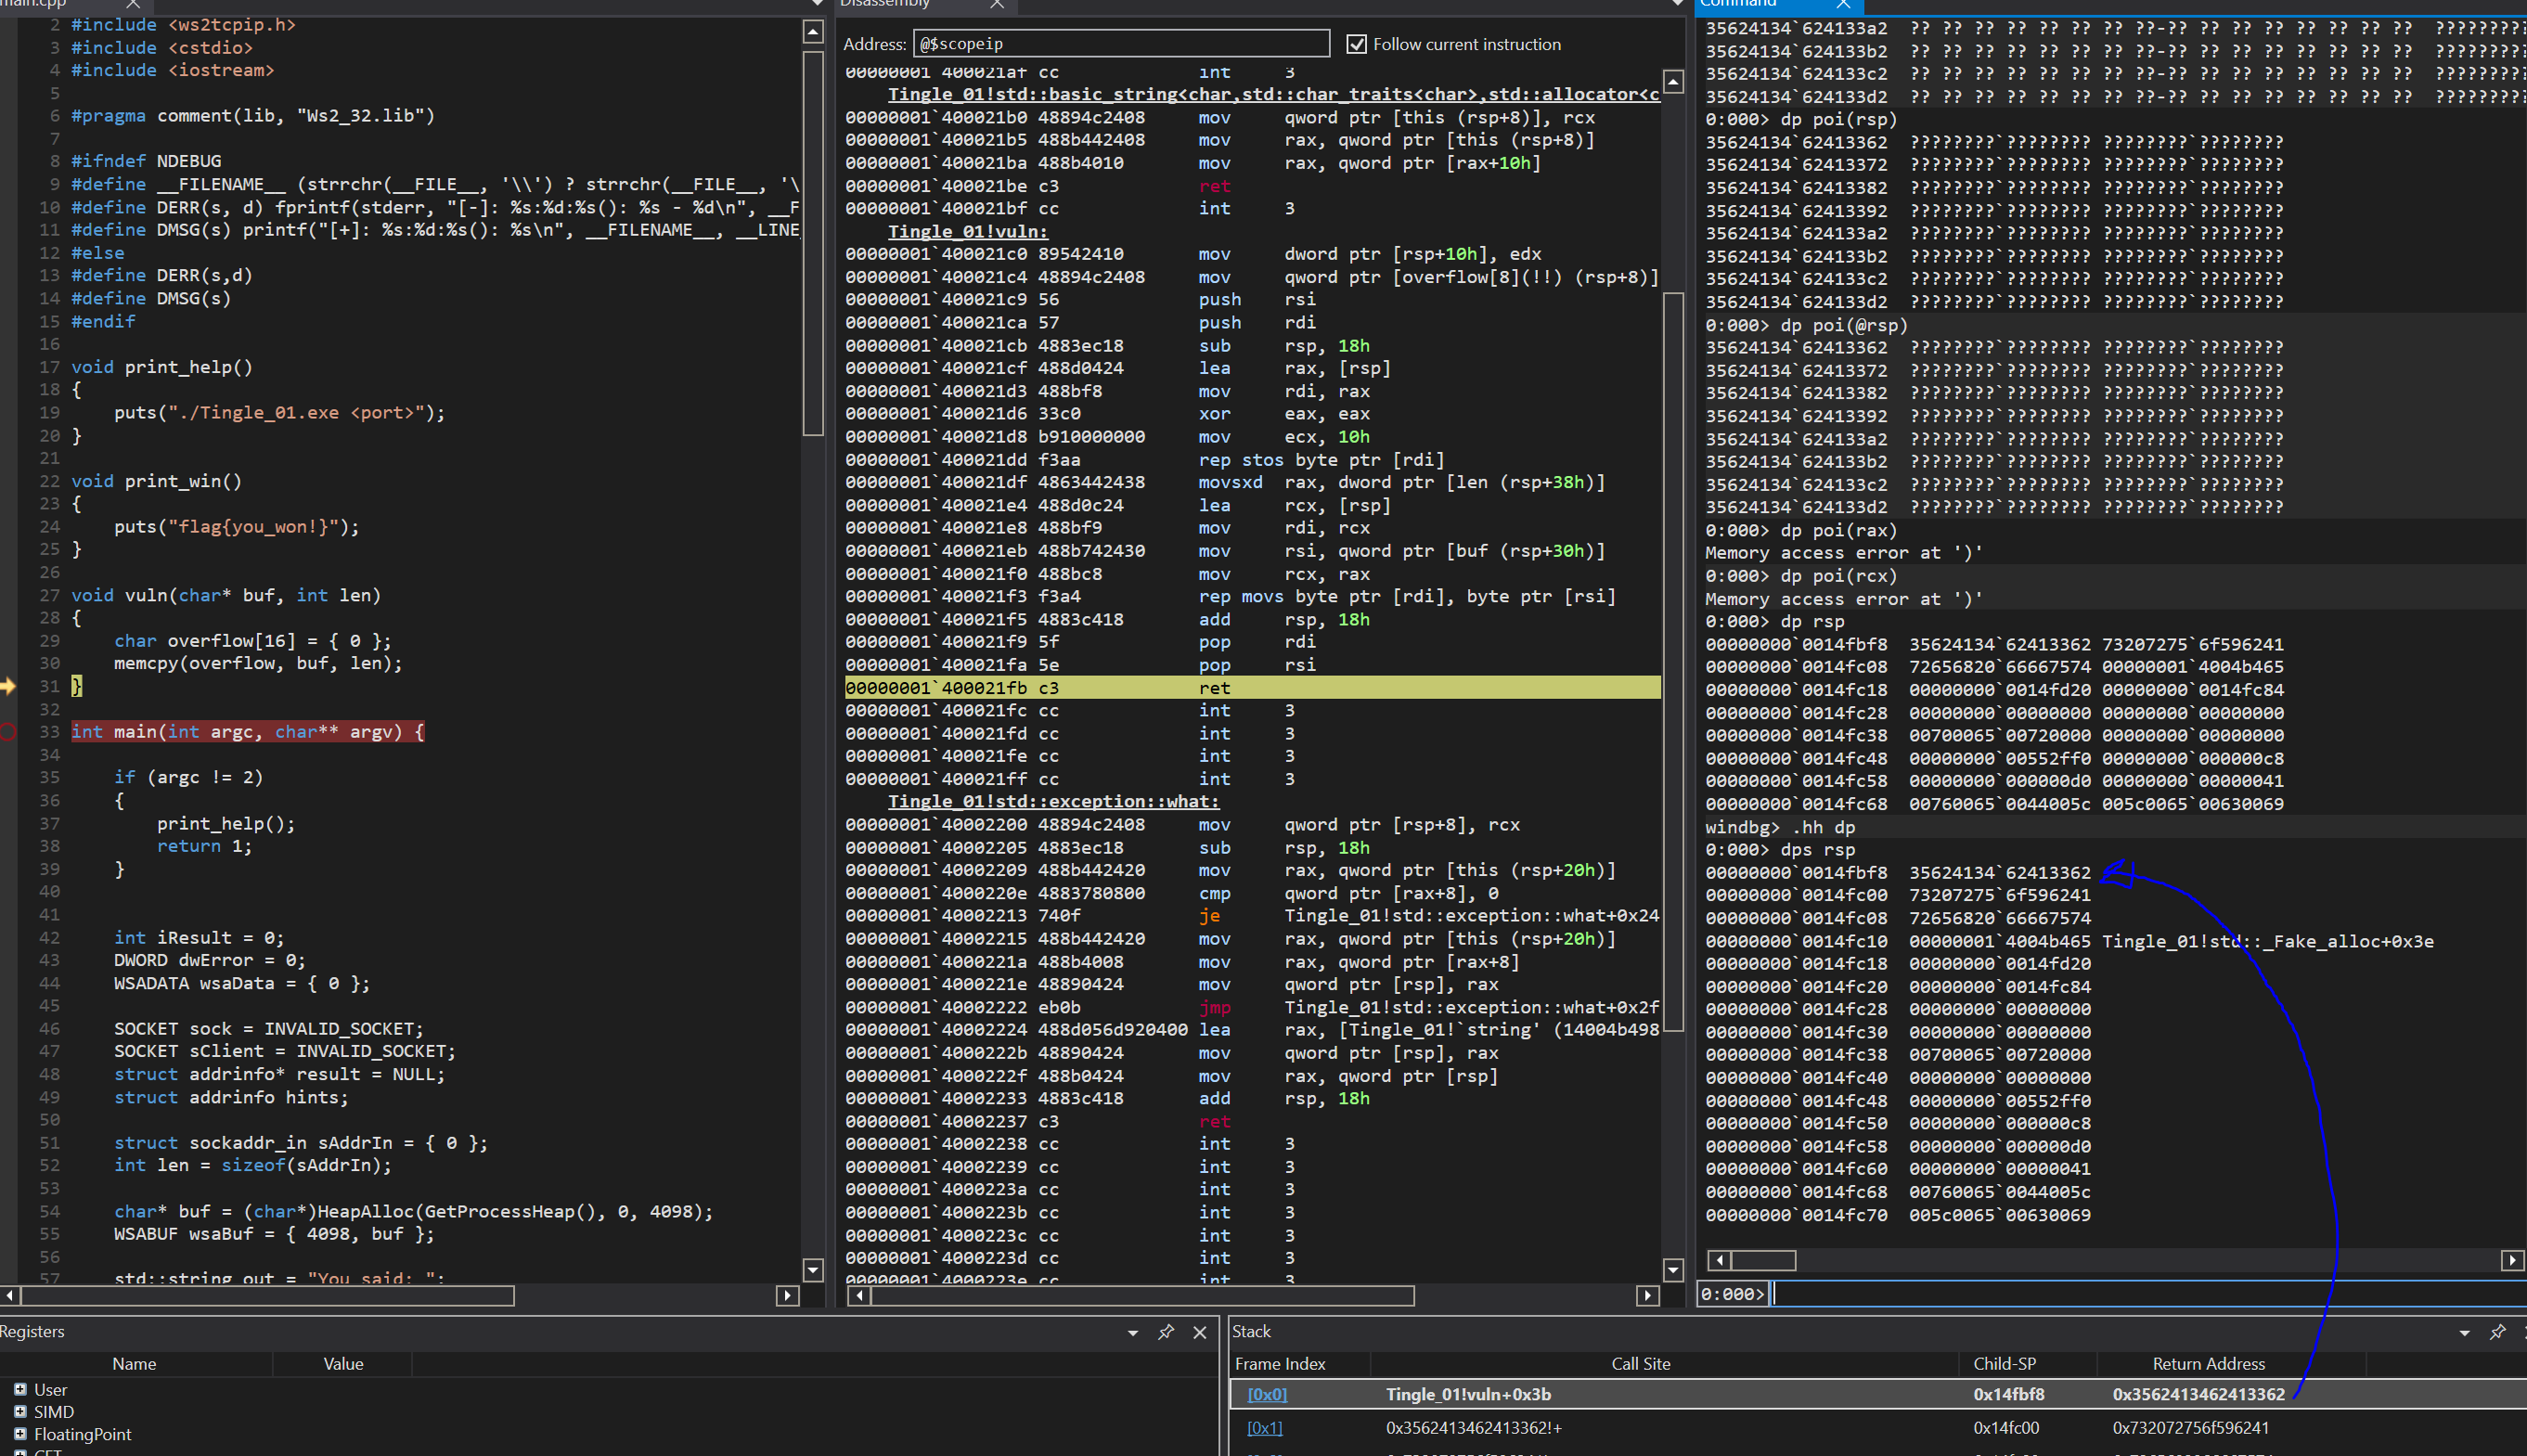 main.cpp
2 #include <ws2tcpip.h>
3 #include <cstdio>
4 #include <iostream>
5
6 #pragma comment(lib, "Ws2_32.lib")
7
8 #ifndef NDEBUG
9 #define __FILENAME__ (strrchr(__FILE__, '\\') ? strrchr(__FILE__, '\
10 #define DERR(s, d) fprintf(stderr, "[-]: %s:%d:%s(): %s - %d\n", __F
11 #define DMSG(s) printf("[+]: %s:%d:%s(): %s\n", __FILENAME__, __LINE_
12 #else
13 #define DERR(s,d)
14 #define DMSG(s)
15 #endif
16
17 void print_help()
18 {
19 puts("./Tingle_01.exe <port>");
20 }
21
22 void print_win()
23 {
24 puts("flag{you_won!}");
25 }
26
27 void vuln(char* buf, int len)
28 {
29 char overflow[16] = { 0 };
30 memcpy(overflow, buf, len);
31 }
32
33 int main(int argc, char** argv) {
34
35 if (argc != 2)
36 {
37 print_help();
38 return 1;
39 }
40
41
42 int iResult = 0;
43 DWORD dwError = 0;
44 WSADATA wsaData = { 0 };
45
46 SOCKET sock = INVALID_SOCKET;
47 SOCKET sClient = INVALID_SOCKET;
48 struct addrinfo* result = NULL;
49 struct addrinfo hints;
50
51 struct sockaddr_in sAddrIn = { 0 };
52 int len = sizeof(sAddrIn);
53
54 char* buf = (char*)HeapAlloc(GetProcessHeap(), 0, 4098);
55 WSABUF wsaBuf = { 4098, buf };
56
57 std::string out = "You said: ";
Disassembly
Address: @$scopeip Follow current instruction
00000001`400021af cc int 3
Tingle_01!std::basic_string<char,std::char_traits<char>,std::allocator<c
00000001`400021b0 48894c2408 mov qword ptr [this (rsp+8)], rcx
00000001`400021b5 488b442408 mov rax, qword ptr [this (rsp+8)]
00000001`400021ba 488b4010 mov rax, qword ptr [rax+10h]
00000001`400021be c3 ret
00000001`400021bf cc int 3
Tingle_01!vuln:
00000001`400021c0 89542410 mov dword ptr [rsp+10h], edx
00000001`400021c4 48894c2408 mov qword ptr [overflow[8](!!) (rsp+8)]
00000001`400021c9 56 push rsi
00000001`400021ca 57 push rdi
00000001`400021cb 4883ec18 sub rsp, 18h
00000001`400021cf 488d0424 lea rax, [rsp]
00000001`400021d3 488bf8 mov rdi, rax
00000001`400021d6 33c0 xor eax, eax
00000001`400021d8 b910000000 mov ecx, 10h
00000001`400021dd f3aa rep stos byte ptr [rdi]
00000001`400021df 4863442438 movsxd rax, dword ptr [len (rsp+38h)]
00000001`400021e4 488d0c24 lea rcx, [rsp]
00000001`400021e8 488bf9 mov rdi, rcx
00000001`400021eb 488b742430 mov rsi, qword ptr [buf (rsp+30h)]
00000001`400021f0 488bc8 mov rcx, rax
00000001`400021f3 f3a4 rep movs byte ptr [rdi], byte ptr [rsi]
00000001`400021f5 4883c418 add rsp, 18h
00000001`400021f9 5f pop rdi
00000001`400021fa 5e pop rsi
00000001`400021fb c3 ret
00000001`400021fc cc int 3
00000001`400021fd cc int 3
00000001`400021fe cc int 3
00000001`400021ff cc int 3
Tingle_01!std::exception::what:
00000001`40002200 48894c2408 mov qword ptr [rsp+8], rcx
00000001`40002205 4883ec18 sub rsp, 18h
00000001`40002209 488b442420 mov rax, qword ptr [this (rsp+20h)]
00000001`4000220e 4883780800 cmp qword ptr [rax+8], 0
00000001`40002213 740f je Tingle_01!std::exception::what+0x24
00000001`40002215 488b442420 mov rax, qword ptr [this (rsp+20h)]
00000001`4000221a 488b4008 mov rax, qword ptr [rax+8]
00000001`4000221e 48890424 mov qword ptr [rsp], rax
00000001`40002222 eb0b jmp Tingle_01!std::exception::what+0x2f
00000001`40002224 488d056d920400 lea rax, [Tingle_01!`string' (14004b498
00000001`4000222b 48890424 mov qword ptr [rsp], rax
00000001`4000222f 488b0424 mov rax, qword ptr [rsp]
00000001`40002233 4883c418 add rsp, 18h
00000001`40002237 c3 ret
00000001`40002238 cc int 3
00000001`40002239 cc int 3
00000001`4000223a cc int 3
00000001`4000223b cc int 3
00000001`4000223c cc int 3
00000001`4000223d cc int 3
00000001`4000223e cc int 3
Command
35624134`624133a2 ?? ?? ?? ?? ?? ?? ?? ??-?? ?? ?? ?? ?? ?? ?? ?? ?????????
35624134`624133b2 ?? ?? ?? ?? ?? ?? ?? ??-?? ?? ?? ?? ?? ?? ?? ?? ?????????
35624134`624133c2 ?? ?? ?? ?? ?? ?? ?? ??-?? ?? ?? ?? ?? ?? ?? ?? ?????????
35624134`624133d2 ?? ?? ?? ?? ?? ?? ?? ??-?? ?? ?? ?? ?? ?? ?? ?? ?????????
0:000> dp poi(rsp)
35624134`62413362 ????????`???????? ????????`????????
35624134`62413372 ????????`???????? ????????`????????
35624134`62413382 ????????`???????? ????????`????????
35624134`62413392 ????????`???????? ????????`????????
35624134`624133a2 ????????`???????? ????????`????????
35624134`624133b2 ????????`???????? ????????`????????
35624134`624133c2 ????????`???????? ????????`????????
35624134`624133d2 ????????`???????? ????????`????????
0:000> dp poi(@rsp)
35624134`62413362 ????????`???????? ????????`????????
35624134`62413372 ????????`???????? ????????`????????
35624134`62413382 ????????`???????? ????????`????????
35624134`62413392 ????????`???????? ????????`????????
35624134`624133a2 ????????`???????? ????????`????????
35624134`624133b2 ????????`???????? ????????`????????
35624134`624133c2 ????????`???????? ????????`????????
35624134`624133d2 ????????`???????? ????????`????????
0:000> dp poi(rax)
Memory access error at ')'
0:000> dp poi(rcx)
Memory access error at ')'
0:000> dp rsp
00000000`0014fbf8 35624134`62413362 73207275`6f596241
00000000`0014fc08 72656820`66667574 00000001`4004b465
00000000`0014fc18 00000000`0014fd20 00000000`0014fc84
00000000`0014fc28 00000000`00000000 00000000`00000000
00000000`0014fc38 00700065`00720000 00000000`00000000
00000000`0014fc48 00000000`00552ff0 00000000`000000c8
00000000`0014fc58 00000000`000000d0 00000000`00000041
00000000`0014fc68 00760065`0044005c 005c0065`00630069
windbg> .hh dp
0:000> dps rsp
00000000`0014fbf8 35624134`62413362
00000000`0014fc00 73207275`6f596241
00000000`0014fc08 72656820`66667574
00000000`0014fc10 00000001`4004b465 Tingle_01!std::_Fake_alloc+0x3e
00000000`0014fc18 00000000`0014fd20
00000000`0014fc20 00000000`0014fc84
00000000`0014fc28 00000000`00000000
00000000`0014fc30 00000000`00000000
00000000`0014fc38 00700065`00720000
00000000`0014fc40 00000000`00000000
00000000`0014fc48 00000000`00552ff0
00000000`0014fc50 00000000`000000c8
00000000`0014fc58 00000000`000000d0
00000000`0014fc60 00000000`00000041
00000000`0014fc68 00760065`0044005c
00000000`0014fc70 005c0065`00630069
0:000>
Registers
Name Value
User
SIMD
FloatingPoint
Stack
Frame Index Call Site Child-SP Return Address
[0x0] Tingle_01!vuln+0x3b 0x14fbf8 0x3562413462413362
[0x1] 0x3562413462413362!+ 0x14fc00 0x732072756f596241